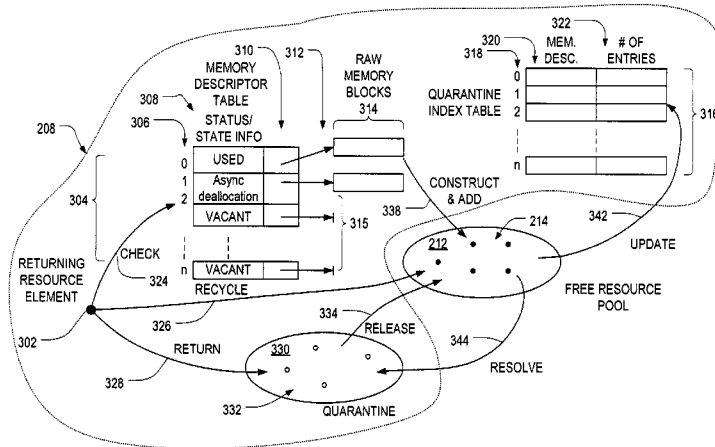 322
320
318
MEM.
DESC.
# OF
ENTRIES
0
1
2
n
QUARANTINE
INDEX TABLE
316
310
312
RAW
MEMORY
BLOCKS
314
MEMORY
DESCRIPTOR
TABLE
308
STATUS/
STATE INFO
306
208
0
USED
1
Async
deallocation
2
VACANT
n
VACANT
304
315
CONSTRUCT
& ADD
338
342
UPDATE
214
212
FREE RESOURCE
POOL
CHECK
324
RETURNING
RESOURCE
ELEMENT
302
RECYCLE
326
334
RELEASE
344
RESOLVE
RETURN
328
330
332
QUARANTINE